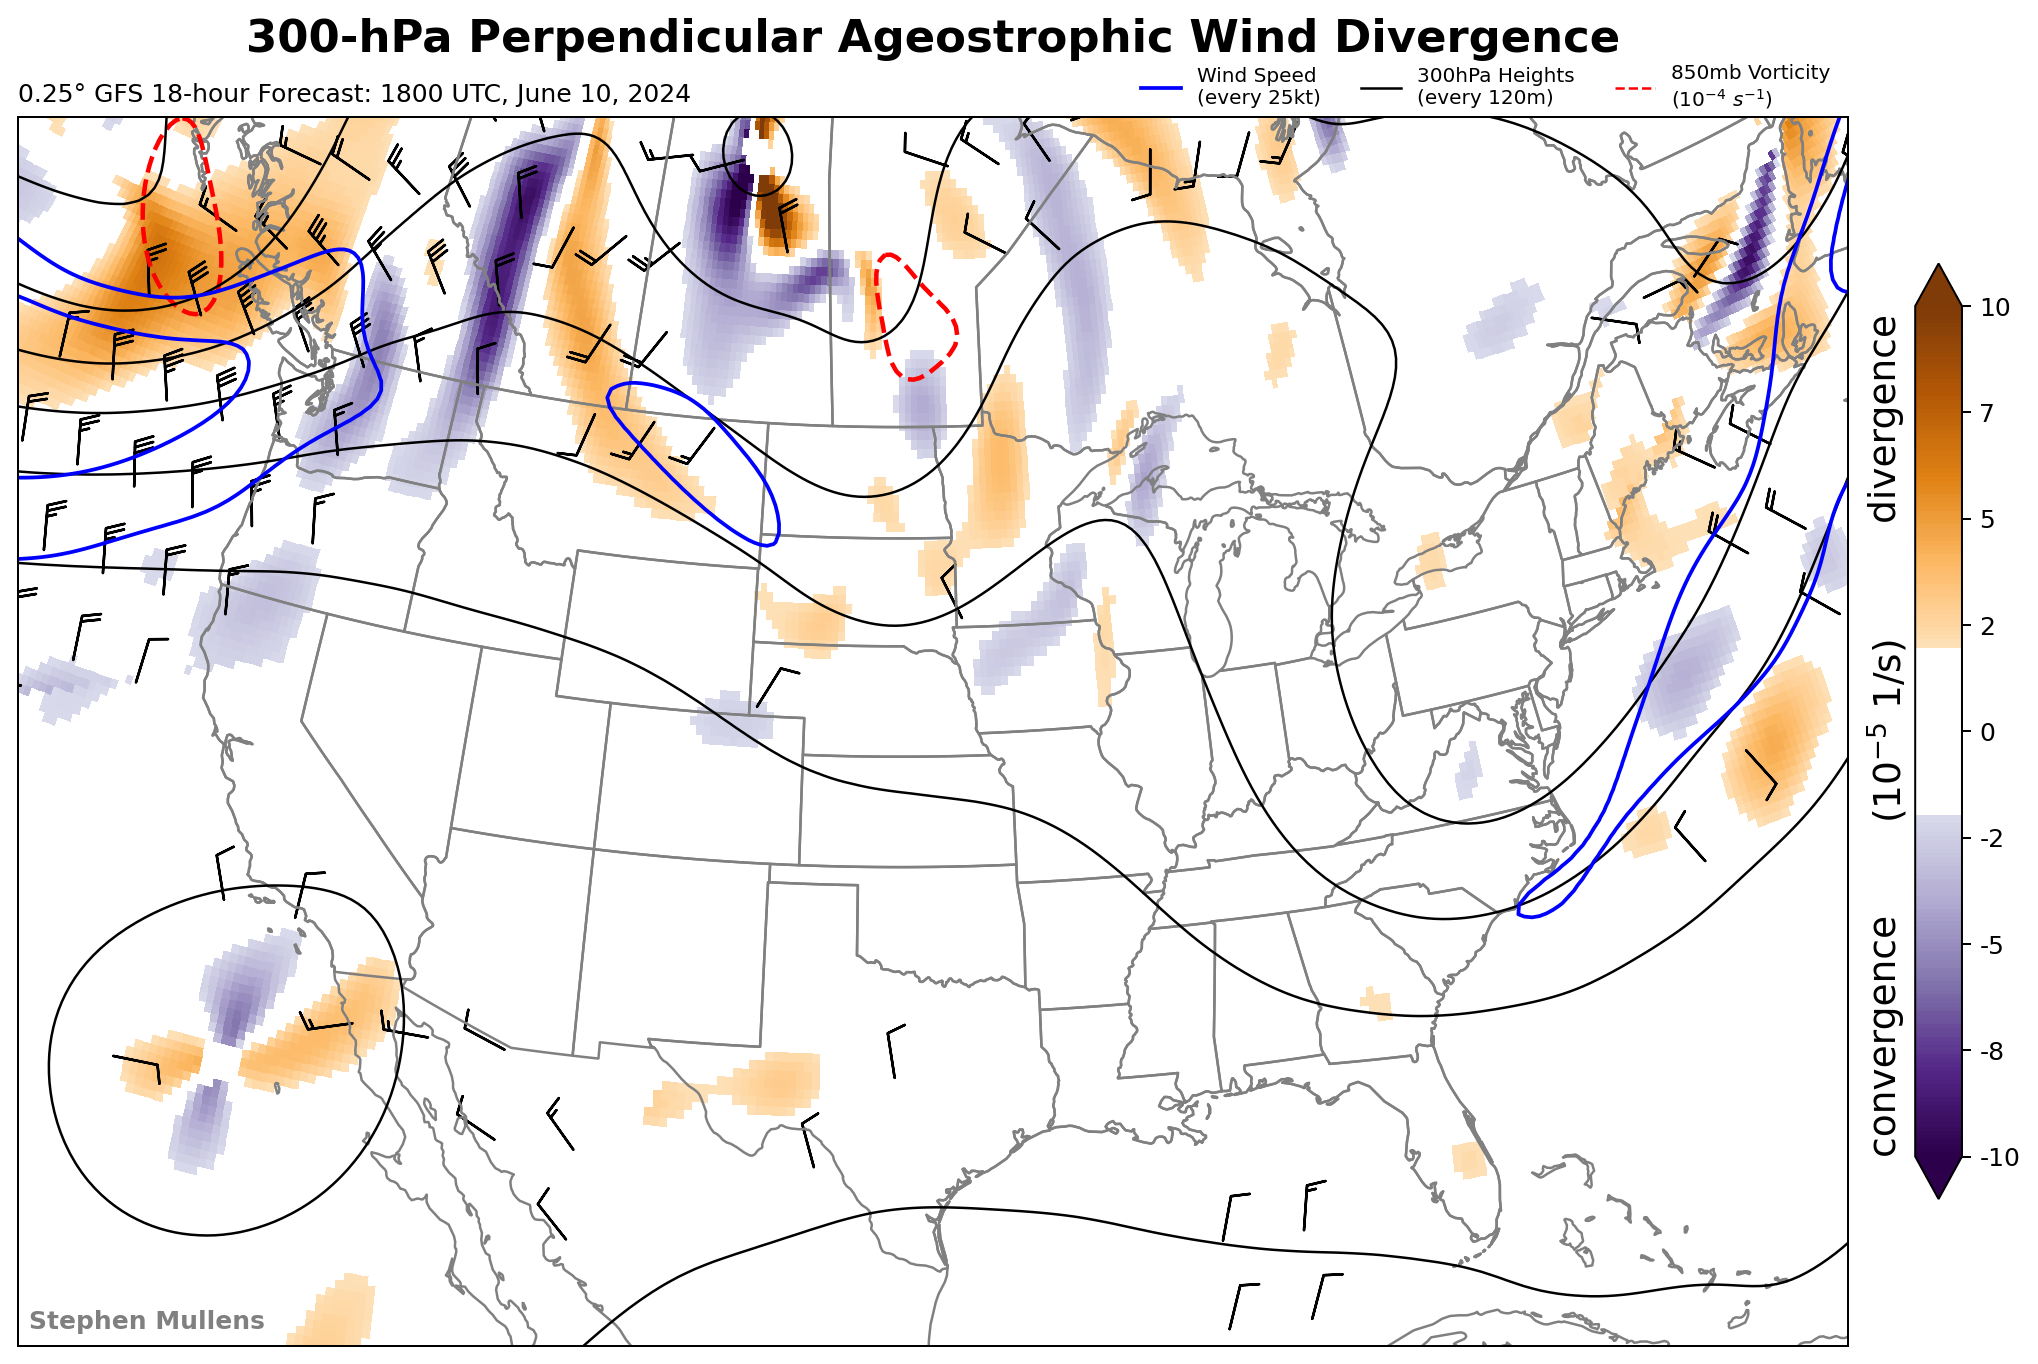 300-hPa Perpendicular Ageostrophic Wind Divergence
0.25° GFS 18-hour Forecast: 1800 UTC, June 10, 2024
Wind Speed
(every 25kt)
300hPa Heights
(every 120m)
850mb Vorticity
(10⁻⁴ s⁻¹)
10
7
5
2
0
-2
-5
-8
-10
convergence (10⁻⁵ 1/s) divergence
Stephen Mullens